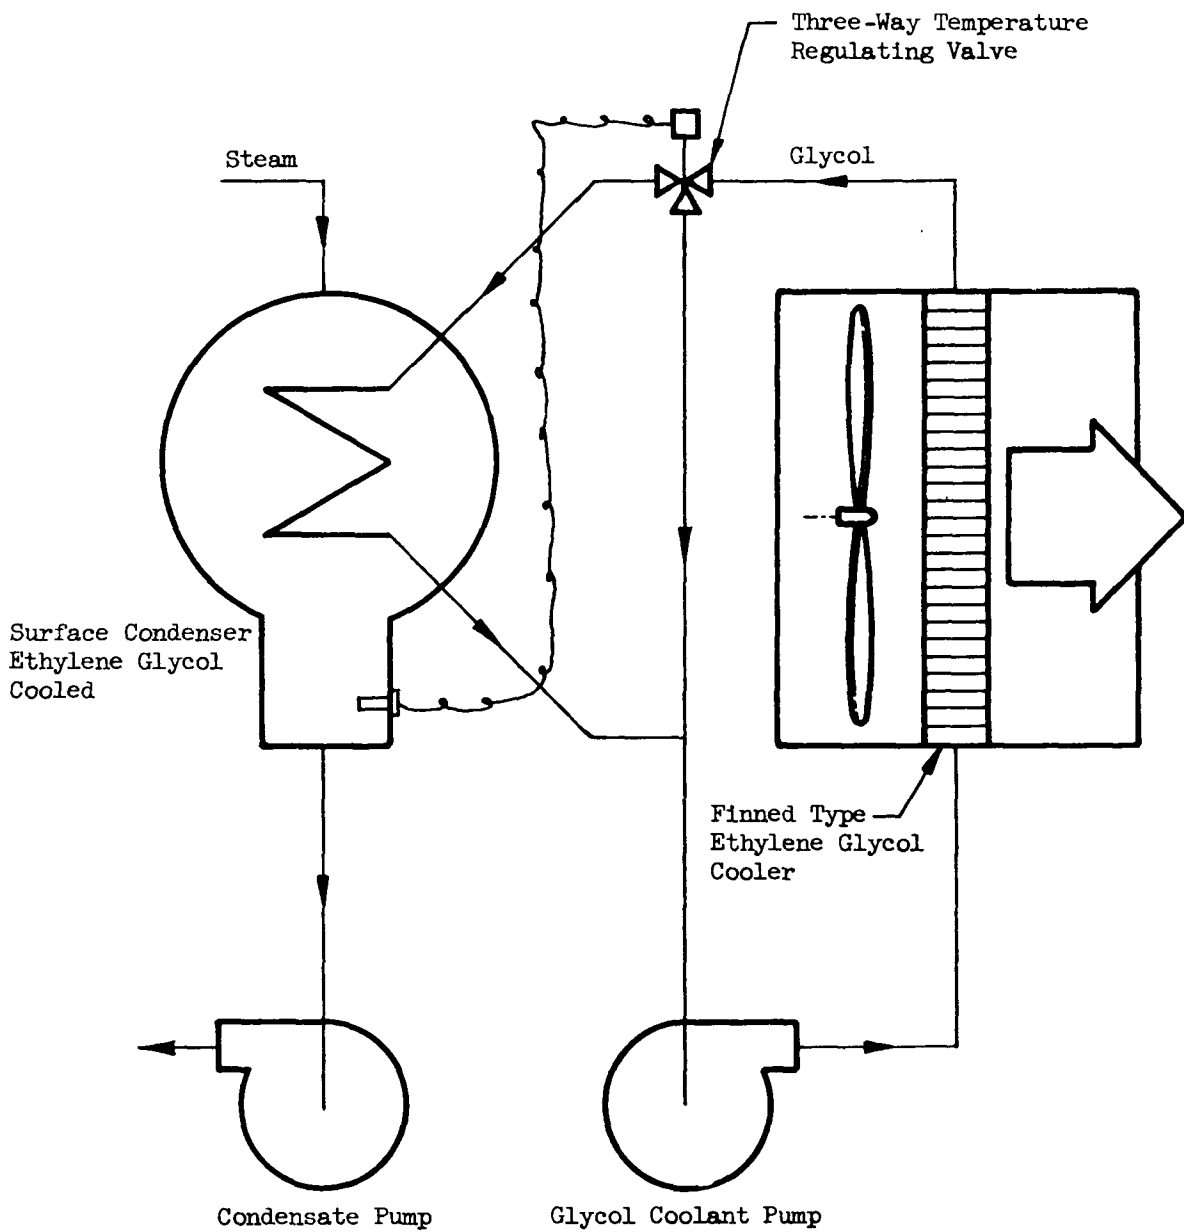 Three-Way Temperature
Regulating Valve
Steam
Glycol
Surface Condenser
Ethylene Glycol
Cooled
Finned Type
Ethylene Glycol
Cooler
Condensate Pump
Glycol Coolant Pump